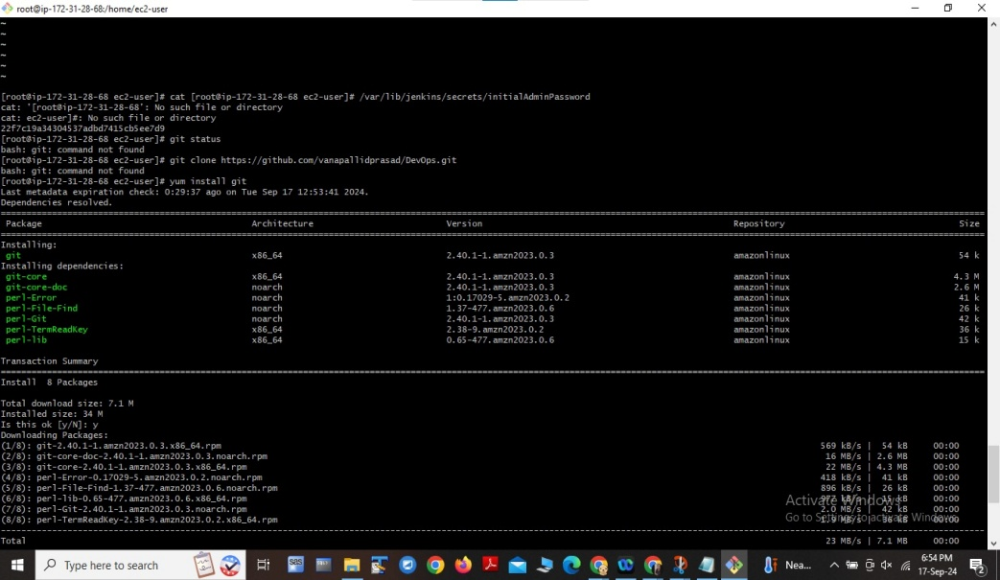 root@ip-172-31-28-68:/home/ec2-user
~
~
~
~
~
~
[root@ip-172-31-28-68 ec2-user]# cat [root@ip-172-31-28-68 ec2-user]# /var/lib/jenkins/secrets/initialAdminPassword
cat: '[root@ip-172-31-28-68': No such file or directory
cat: ec2-user]#: No such file or directory
22f7c19a34304537adbd7415cb5ee7d9
[root@ip-172-31-28-68 ec2-user]# git status
bash: git: command not found
[root@ip-172-31-28-68 ec2-user]# git clone https://github.com/vanapallidprasad/DevOps.git
bash: git: command not found
[root@ip-172-31-28-68 ec2-user]# yum install git
Last metadata expiration check: 0:29:37 ago on Tue Sep 17 12:53:41 2024.
Dependencies resolved.
Package Architecture Version Repository Size
Installing:
git x86_64 2.40.1-1.amzn2023.0.3 amazonlinux 54 k
Installing dependencies:
git-core x86_64 2.40.1-1.amzn2023.0.3 amazonlinux 4.3 M
git-core-doc noarch 2.40.1-1.amzn2023.0.3 amazonlinux 2.6 M
perl-Error noarch 1:0.17029-5.amzn2023.0.2 amazonlinux 41 k
perl-File-Find noarch 1.37-477.amzn2023.0.6 amazonlinux 26 k
perl-Git noarch 2.40.1-1.amzn2023.0.3 amazonlinux 42 k
perl-TermReadKey x86_64 2.38-9.amzn2023.0.2 amazonlinux 36 k
perl-lib x86_64 0.65-477.amzn2023.0.6 amazonlinux 15 k
Transaction Summary
Install 8 Packages
Total download size: 7.1 M
Installed size: 34 M
Is this ok [y/N]: y
Downloading Packages:
(1/8): git-2.40.1-1.amzn2023.0.3.x86_64.rpm 569 kB/s | 54 kB 00:00
(2/8): git-core-doc-2.40.1-1.amzn2023.0.3.noarch.rpm 16 MB/s | 2.6 MB 00:00
(3/8): git-core-2.40.1-1.amzn2023.0.3.x86_64.rpm 22 MB/s | 4.3 MB 00:00
(4/8): perl-Error-0.17029-5.amzn2023.0.2.noarch.rpm 418 kB/s | 41 kB 00:00
(5/8): perl-File-Find-1.37-477.amzn2023.0.6.noarch.rpm 896 kB/s | 26 kB 00:00
(6/8): perl-lib-0.65-477.amzn2023.0.6.x86_64.rpm kB/s | 15 kB 00:00
(7/8): perl-Git-2.40.1-1.amzn2023.0.3.noarch.rpm 2.0 MB/s | 42 kB 00:00
(8/8): perl-TermReadKey-2.38-9.amzn2023.0.2.x86_64.rpm 1.9 MB/s | 36 kB 00:00
Activate Windows
Go to Settings to activate Windows.
Total 23 MB/s | 7.1 MB 00:00
Type here to search
Nea...
6:54 PM
17-Sep-24
2